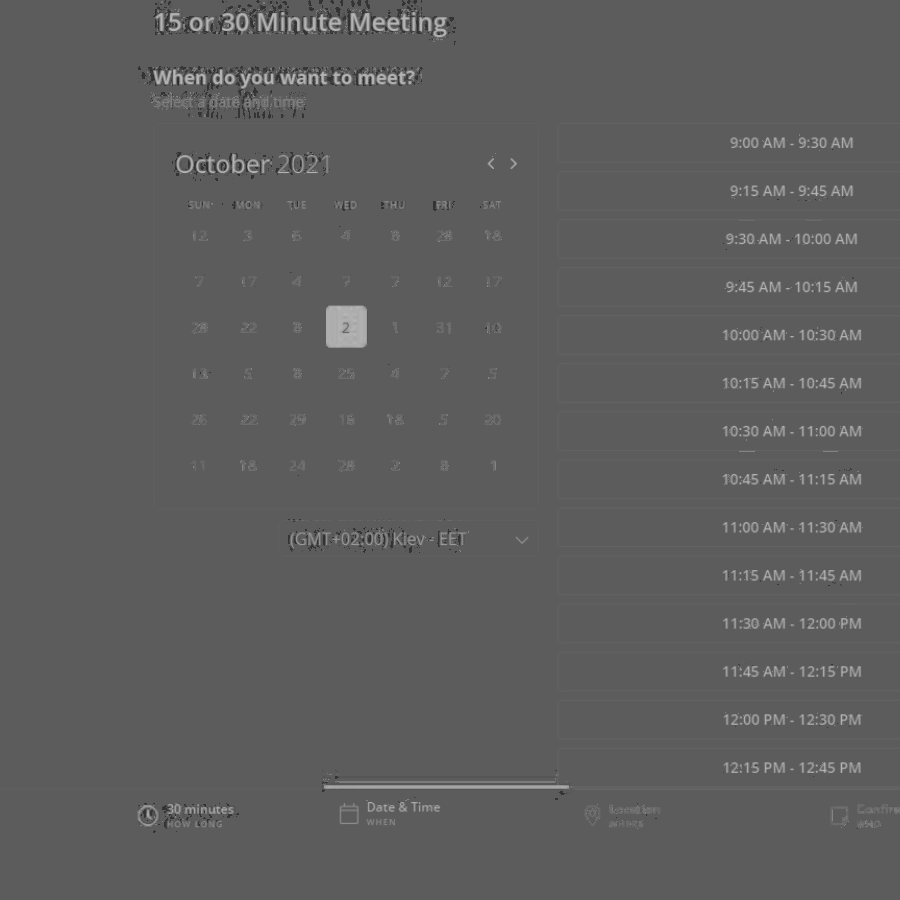 15 or 30 Minute Meeting
When do you want to meet?
Select a date and time
October 2021
SUN MON TUE WED THU FRI SAT
12 3 6 4 8 28 18
7 17 4 7 7 12 17
29 22 8 2 1 31 10
18 5 8 25 4 7 5
26 22 29 16 18 5 20
11 18 24 28 2 8 1
(GMT+02:00) Kiev - EET
9:00 AM - 9:30 AM
9:15 AM - 9:45 AM
9:30 AM - 10:00 AM
9:45 AM - 10:15 AM
10:00 AM - 10:30 AM
10:15 AM - 10:45 AM
10:30 AM - 11:00 AM
10:45 AM - 11:15 AM
11:00 AM - 11:30 AM
11:15 AM - 11:45 AM
11:30 AM - 12:00 PM
11:45 AM - 12:15 PM
12:00 PM - 12:30 PM
12:15 PM - 12:45 PM
30 minutes
HOW LONG
Date & Time
WHEN
Location